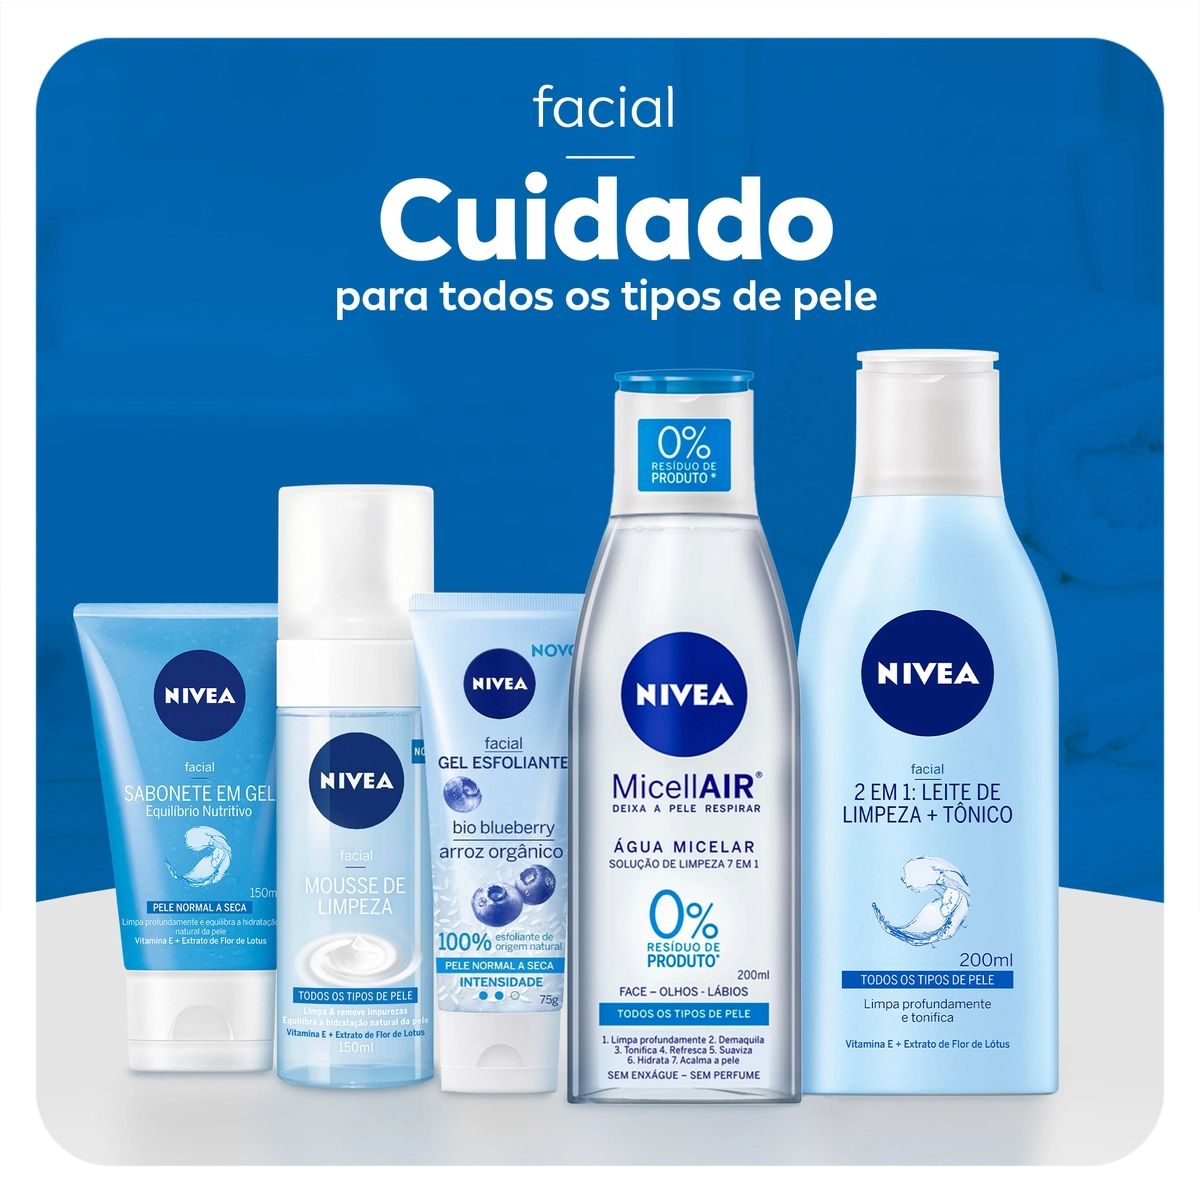 facial
Cuidado
para todos os tipos de pele
NIVEA
facial
SABONETE EM GEL
Equilíbrio Nutritivo
150m
PELE NORMAL A SECA
Limpa profundamente e equilibra a hidratação
natural da pele
Vitamina E + Extrato de Flor de Lotus
NIVEA
facial
MOUSSE DE
LIMPEZA
TODOS OS TIPOS DE PELE
Limpa & remove impurezas
Equilibra a hidratação natural da pele
Vitamina E + Extrato de Flor de Lótus
150ml
NOVO
NIVEA
facial
GEL ESFOLIANTE
bio blueberry
arroz orgânico
100% esfoliante de
origem natural
PELE NORMAL A SECA
INTENSIDADE
75g
0%
RESÍDUO DE
PRODUTO*
NIVEA
MicellAIR®
DEIXA A PELE RESPIRAR
ÁGUA MICELAR
SOLUÇÃO DE LIMPEZA 7 EM 1
0%
RESÍDUO DE
PRODUTO*
200ml
FACE – OLHOS - LÁBIOS
TODOS OS TIPOS DE PELE
1. Limpa profundamente 2. Demaquila
3. Tonifica 4. Refresca 5. Suaviza
6. Hidrata 7. Acalma a pele
SEM ENXÁGUE – SEM PERFUME
NIVEA
facial
2 EM 1: LEITE DE
LIMPEZA + TÔNICO
200ml
TODOS OS TIPOS DE PELE
Limpa profundamente
e tonifica
Vitamina E + Extrato de Flor de Lótus